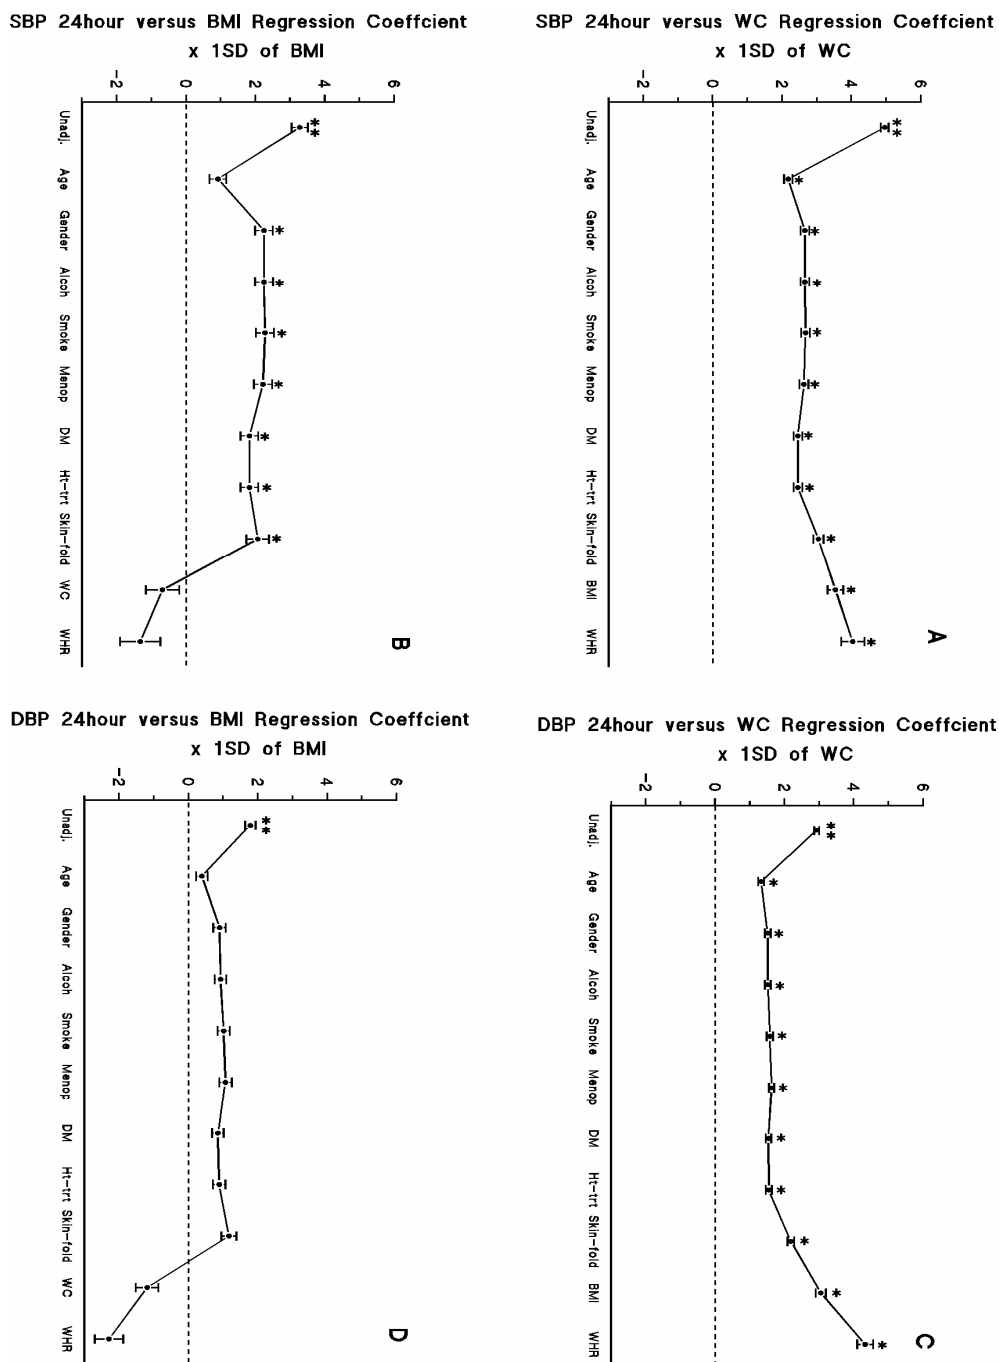 SBP 24hour versus BMI Regression Coeffcient
x 1SD of BMI
-2 0 2 4 6
Unadj.
Age
Gender
Alcoh
Smoke
Menop
DM
Ht-trt
Skin-fold
WC
WHR
**
*
*
*
*
*
*
*
B
SBP 24hour versus WC Regression Coeffcient
x 1SD of WC
-2 0 2 4 6
Unadj.
Age
Gender
Alcoh
Smoke
Menop
DM
Ht-trt
Skin-fold
BMI
WHR
**
*
*
*
*
*
*
*
*
*
*
A
DBP 24hour versus BMI Regression Coeffcient
x 1SD of BMI
-2 0 2 4 6
Unadj.
Age
Gender
Alcoh
Smoke
Menop
DM
Ht-trt
Skin-fold
WC
WHR
**
D
DBP 24hour versus WC Regression Coeffcient
x 1SD of WC
-2 0 2 4 6
Unadj.
Age
Gender
Alcoh
Smoke
Menop
DM
Ht-trt
Skin-fold
BMI
WHR
**
*
*
*
*
*
*
*
*
*
*
C